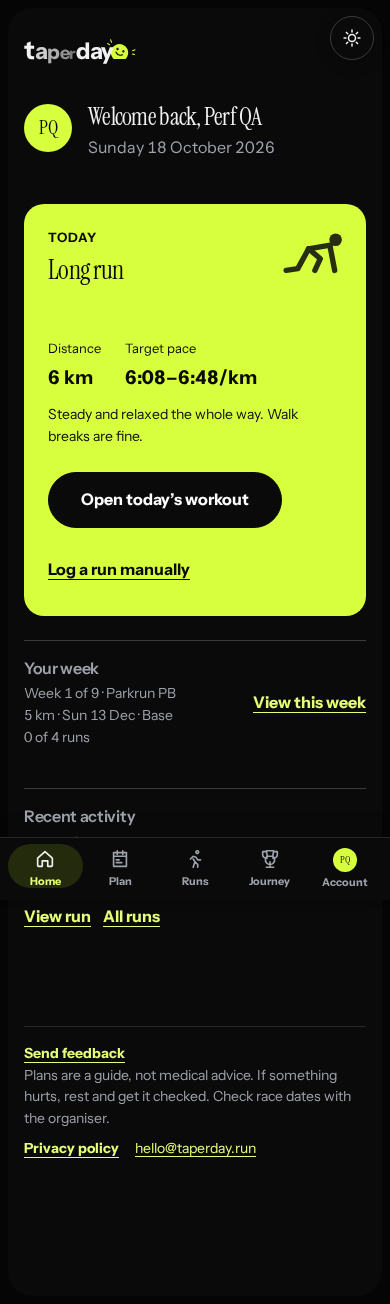 taperday
PQ
Welcome back, Perf QA
Sunday 18 October 2026
TODAY
Long run
Distance
Target pace
6 km
6:08–6:48/km
Steady and relaxed the whole way. Walk
breaks are fine.
Open today’s workout
Log a run manually
Your week
Week 1 of 9 · Parkrun PB
5 km · Sun 13 Dec · Base
0 of 4 runs
View this week
Recent activity
Home
Plan
Runs
Journey
PQ
Account
View run
All runs
Send feedback
Plans are a guide, not medical advice. If something
hurts, rest and get it checked. Check race dates with
the organiser.
Privacy policy
hello@taperday.run